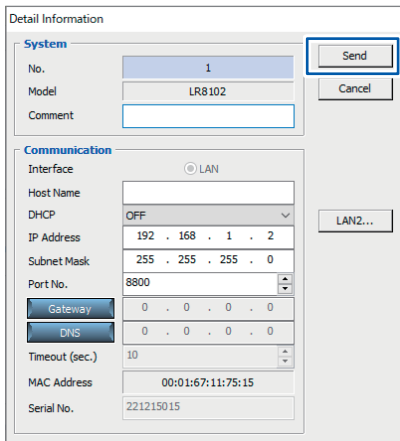 Detail Information
System
No. 1
Model LR8102
Comment
Send
Cancel
Communication
Interface LAN
Host Name
DHCP OFF
IP Address 192 . 168 . 1 . 2
Subnet Mask 255 . 255 . 255 . 0
Port No. 8800
Gateway 0 . 0 . 0 . 0
DNS 0 . 0 . 0 . 0
Timeout (sec.) 10
MAC Address 00:01:67:11:75:15
Serial No. 221215015
LAN2...